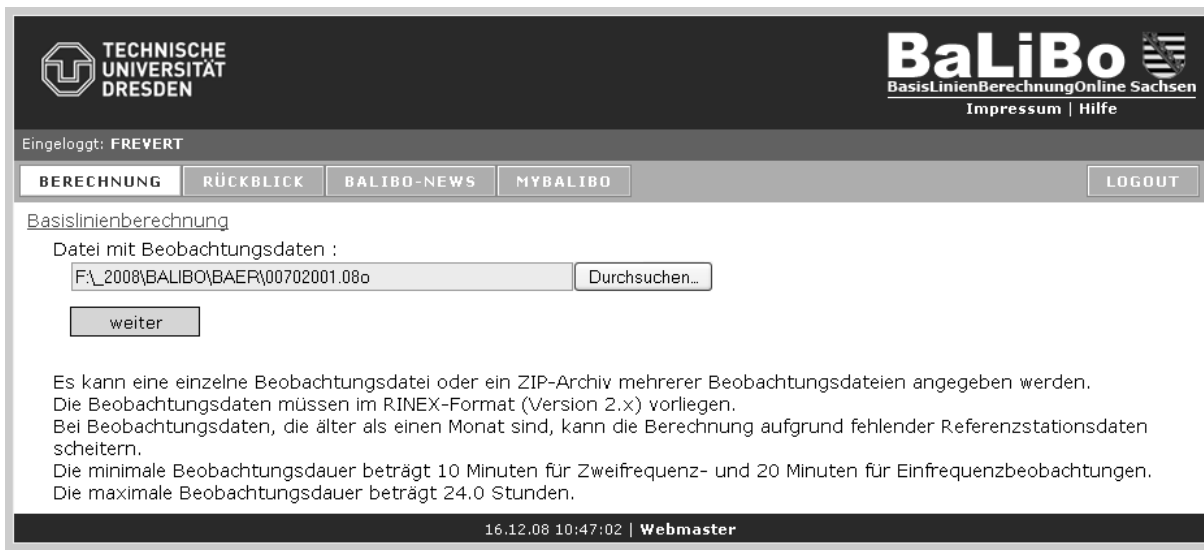 TECHNISCHE
UNIVERSITÄT
DRESDEN
BaLiBo
BasisLinienBerechnungOnline Sachsen
Impressum | Hilfe
Eingeloggt: FREVERT
BERECHNUNG RÜCKBLICK BALIBO-NEWS MYBALIBO LOGOUT
Basislinienberechnung
Datei mit Beobachtungsdaten :
F:\_2008\BALIBO\BAER\00702001.08o Durchsuchen...
weiter
Es kann eine einzelne Beobachtungsdatei oder ein ZIP-Archiv mehrerer Beobachtungsdateien angegeben werden.
Die Beobachtungsdaten müssen im RINEX-Format (Version 2.x) vorliegen.
Bei Beobachtungsdaten, die älter als einen Monat sind, kann die Berechnung aufgrund fehlender Referenzstationsdaten
scheitern.
Die minimale Beobachtungsdauer beträgt 10 Minuten für Zweifrequenz- und 20 Minuten für Einfrequenzbeobachtungen.
Die maximale Beobachtungsdauer beträgt 24.0 Stunden.
16.12.08 10:47:02 | Webmaster